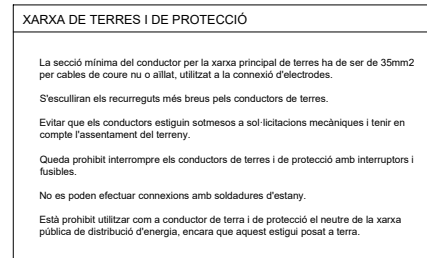 XARXA DE TERRES I DE PROTECCIÓ
La secció mínima del conductor per la xarxa principal de terres ha de ser de 35mm2
per cables de coure nu o aïllat, utilitzat a la connexió d'electrodes.
S'esculliran els recurreguts més breus pels conductors de terres.
Evitar que els conductors estiguin sotmesos a sol·licitacions mecàniques i tenir en
compte l'assentament del terreny.
Queda prohibit interrompre els conductors de terres i de protecció amb interruptors i
fusibles.
No es poden efectuar connexions amb soldadures d'estany.
Està prohibit utilitzar com a conductor de terra i de protecció el neutre de la xarxa
pública de distribució d'energia, encara que aquest estigui posat a terra.